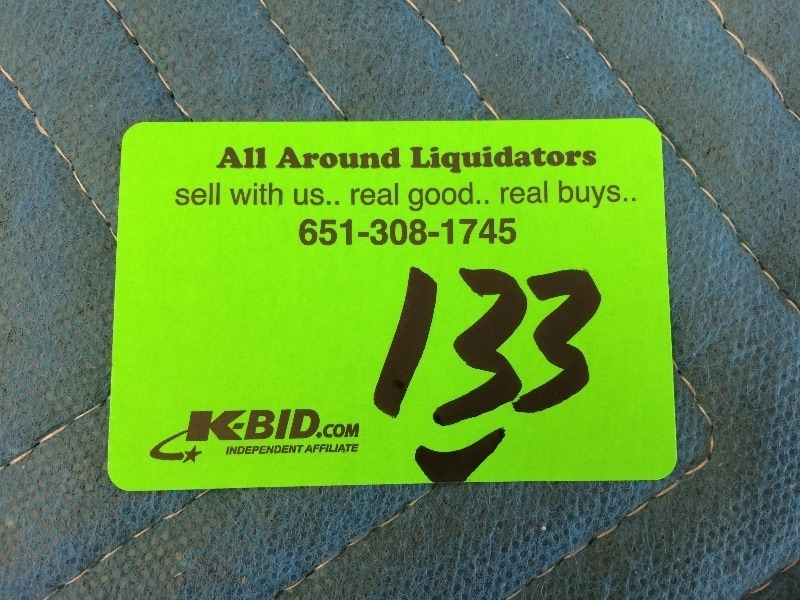 All Around Liquidators
sell with us.. real good.. real buys..
651-308-1745
133
K-BID.COM
INDEPENDENT AFFILIATE